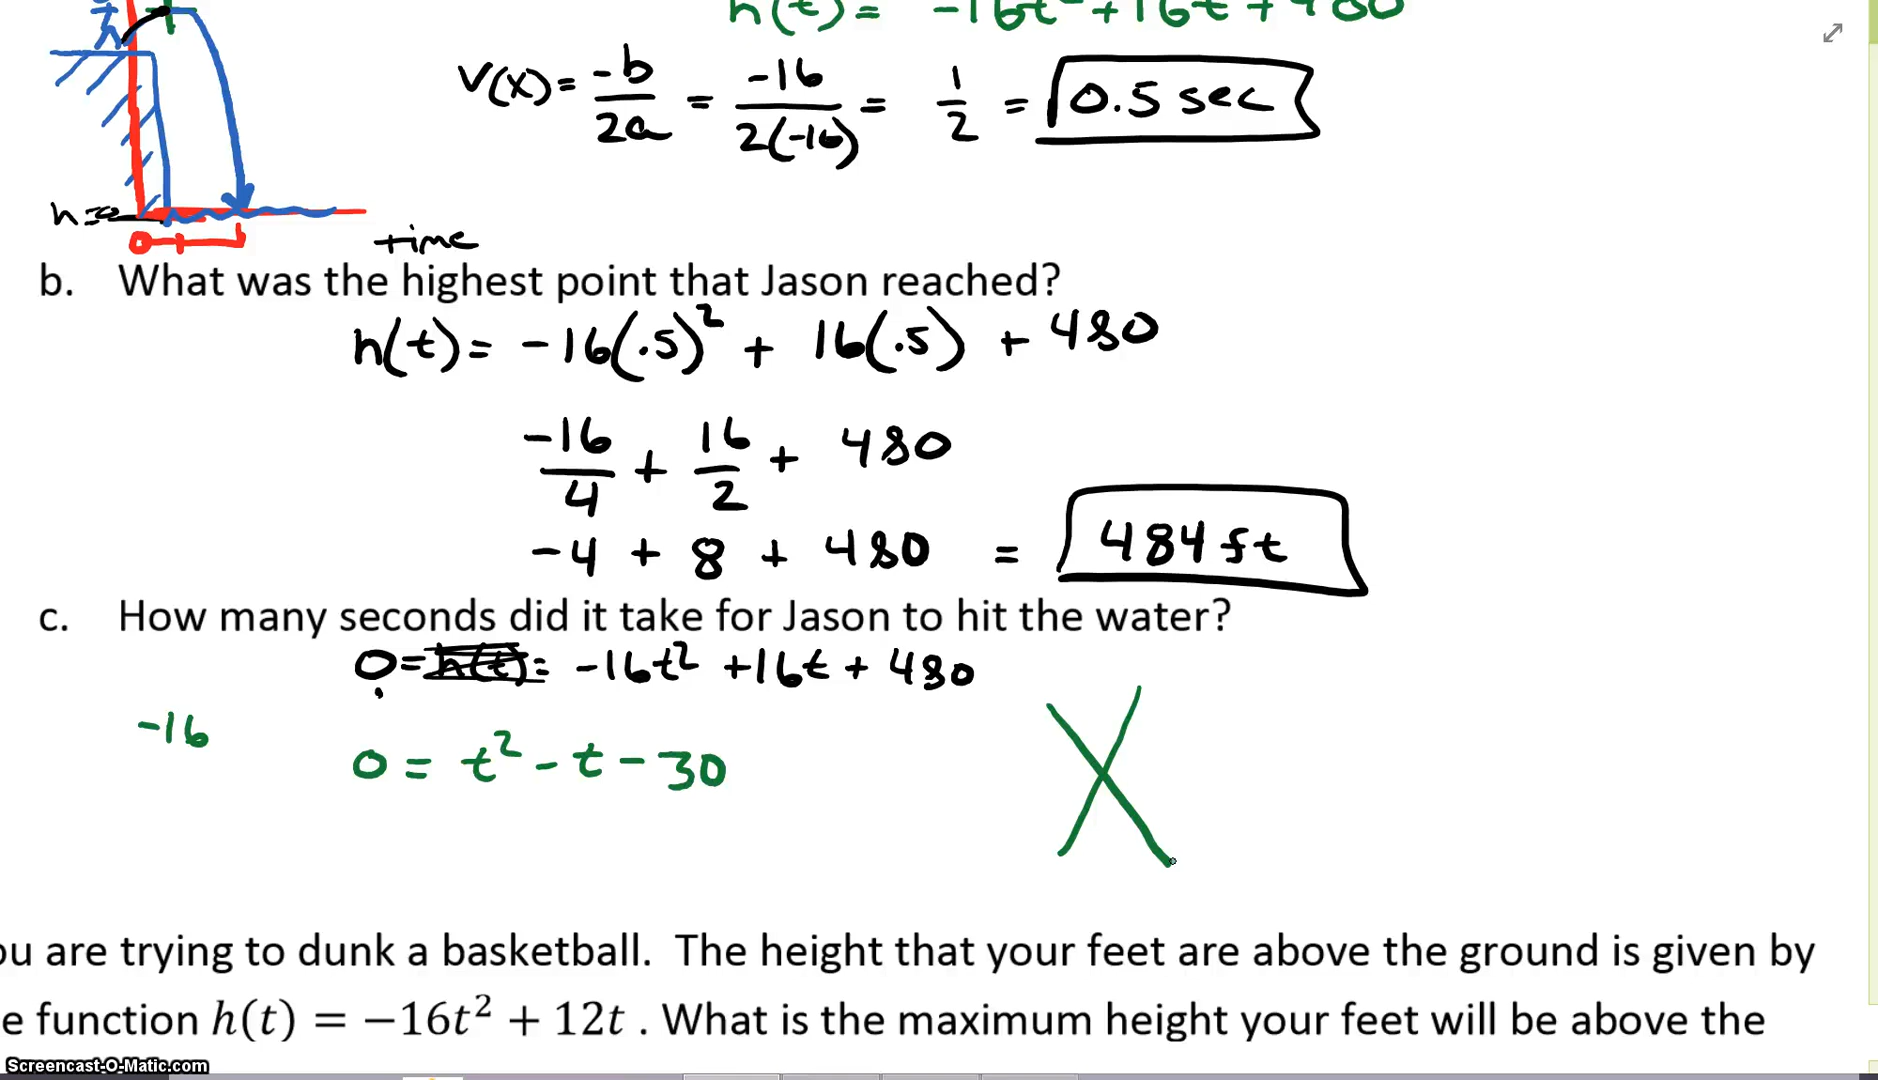 h(t) = -16t² + 16t + 480
V(x) = -b/2a = -16/2(-16) = 1/2 = 0.5 sec
h=0
0
time
b. What was the highest point that Jason reached?
h(t) = -16(.5)² + 16(.5) + 480
-16/4 + 16/2 + 480
-4 + 8 + 480 = 484 ft
c. How many seconds did it take for Jason to hit the water?
0 = h(t) = -16t² + 16t + 480
-16
0 = t² - t - 30
ou are trying to dunk a basketball. The height that your feet are above the ground is given by
e function h(t) = −16t² + 12t . What is the maximum height your feet will be above the
Screencast-O-Matic.com